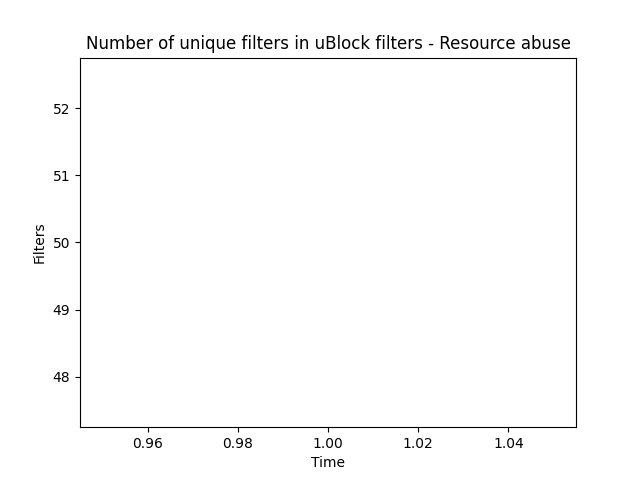 Number of unique filters in uBlock filters - Resource abuse
52
51
50
49
48
Filters
0.96 0.98 1.00 1.02 1.04
Time